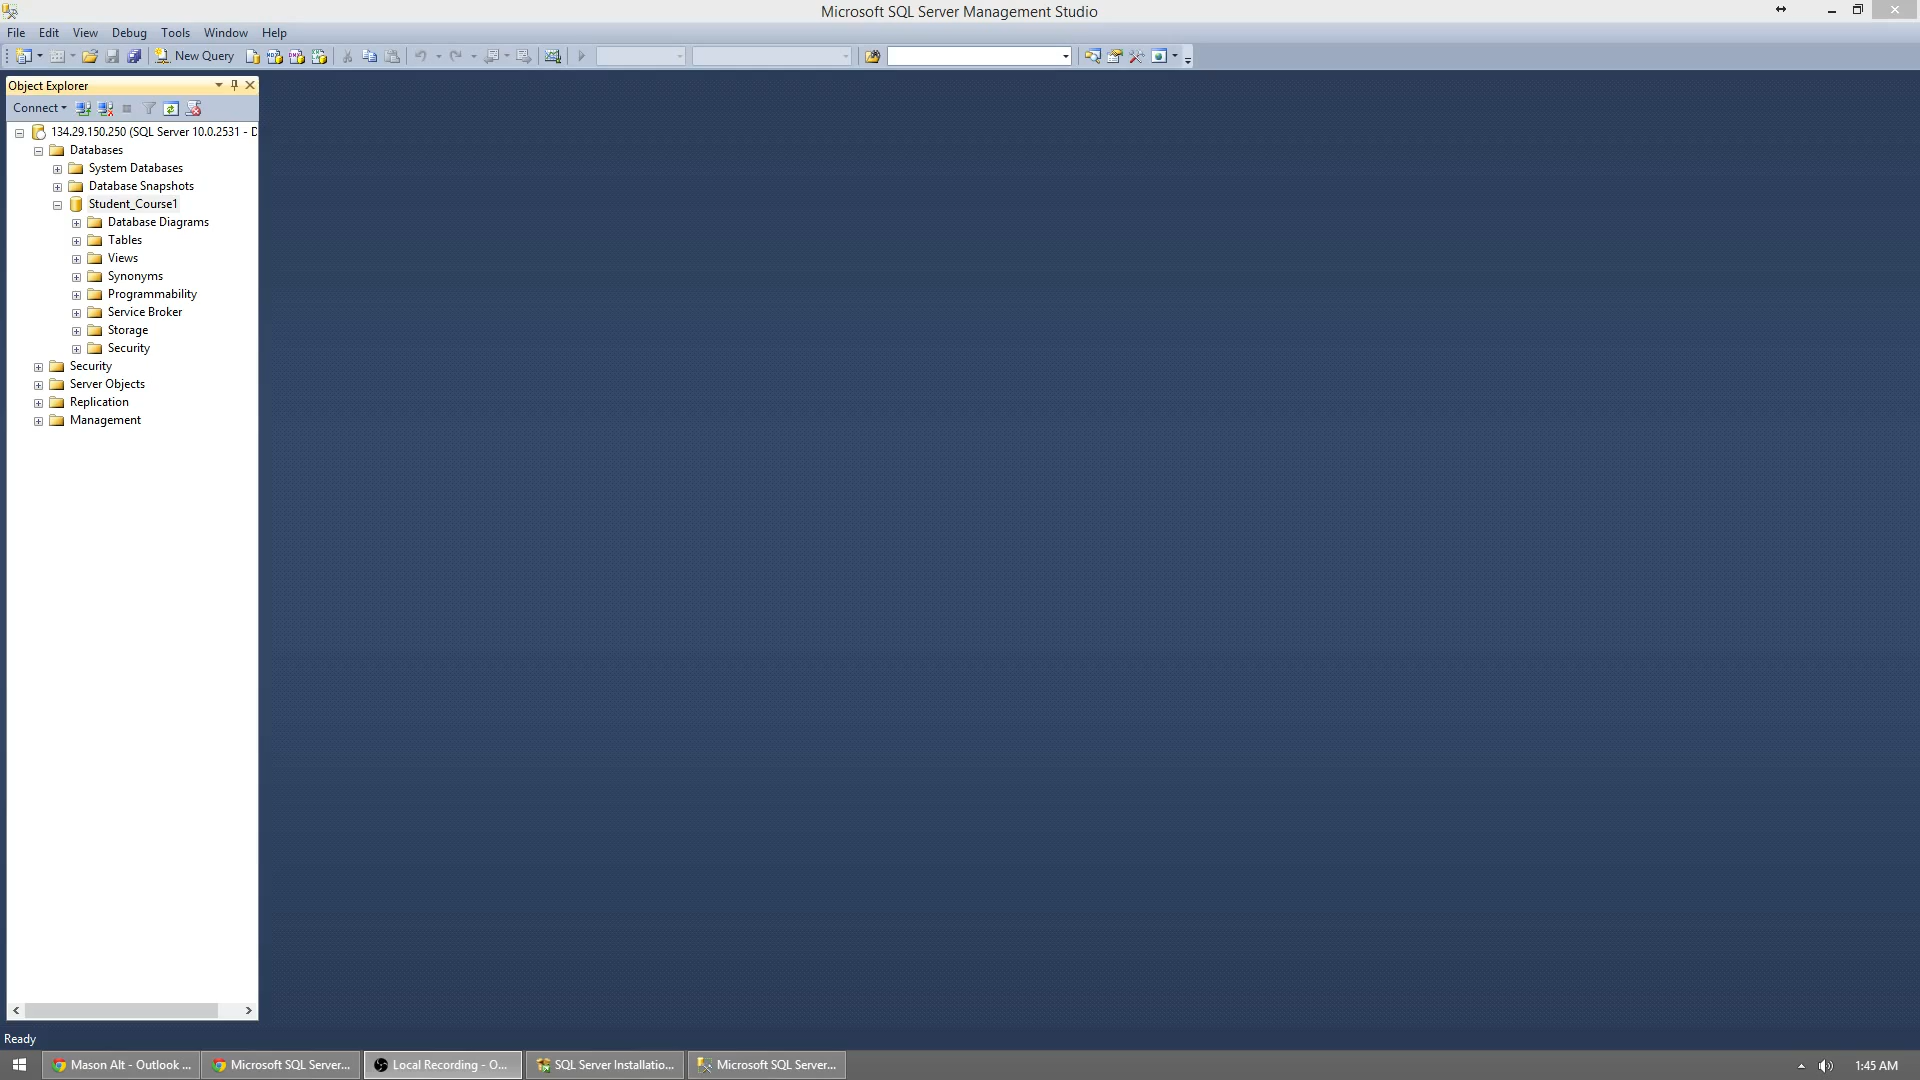 Microsoft SQL Server Management Studio
File Edit View Debug Tools Window Help
New Query
Object Explorer
Connect
134.29.150.250 (SQL Server 10.0.2531 - D
Databases
System Databases
Database Snapshots
Student_Course1
Database Diagrams
Tables
Views
Synonyms
Programmability
Service Broker
Storage
Security
Security
Server Objects
Replication
Management
Ready
Mason Alt - Outlook ... Microsoft SQL Server... Local Recording - O... SQL Server Installatio... Microsoft SQL Server... 1:45 AM